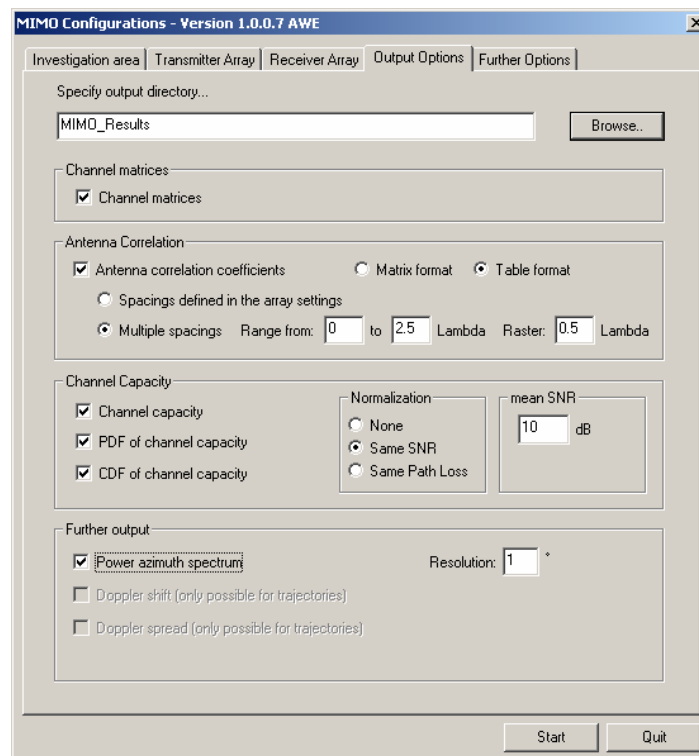 MIMO Configurations - Version 1.0.0.7 AWE
Investigation area Transmitter Array Receiver Array Output Options Further Options
Specify output directory...
MIMO_Results Browse..
Channel matrices
Channel matrices
Antenna Correlation
Antenna correlation coefficients Matrix format Table format
Spacings defined in the array settings
Multiple spacings Range from: 0 to 2.5 Lambda Raster: 0.5 Lambda
Channel Capacity
Normalization mean SNR
Channel capacity None 10 dB
PDF of channel capacity Same SNR
CDF of channel capacity Same Path Loss
Further output
Power azimuth spectrum Resolution: 1 °
Doppler shift (only possible for trajectories)
Doppler spread (only possible for trajectories)
Start Quit